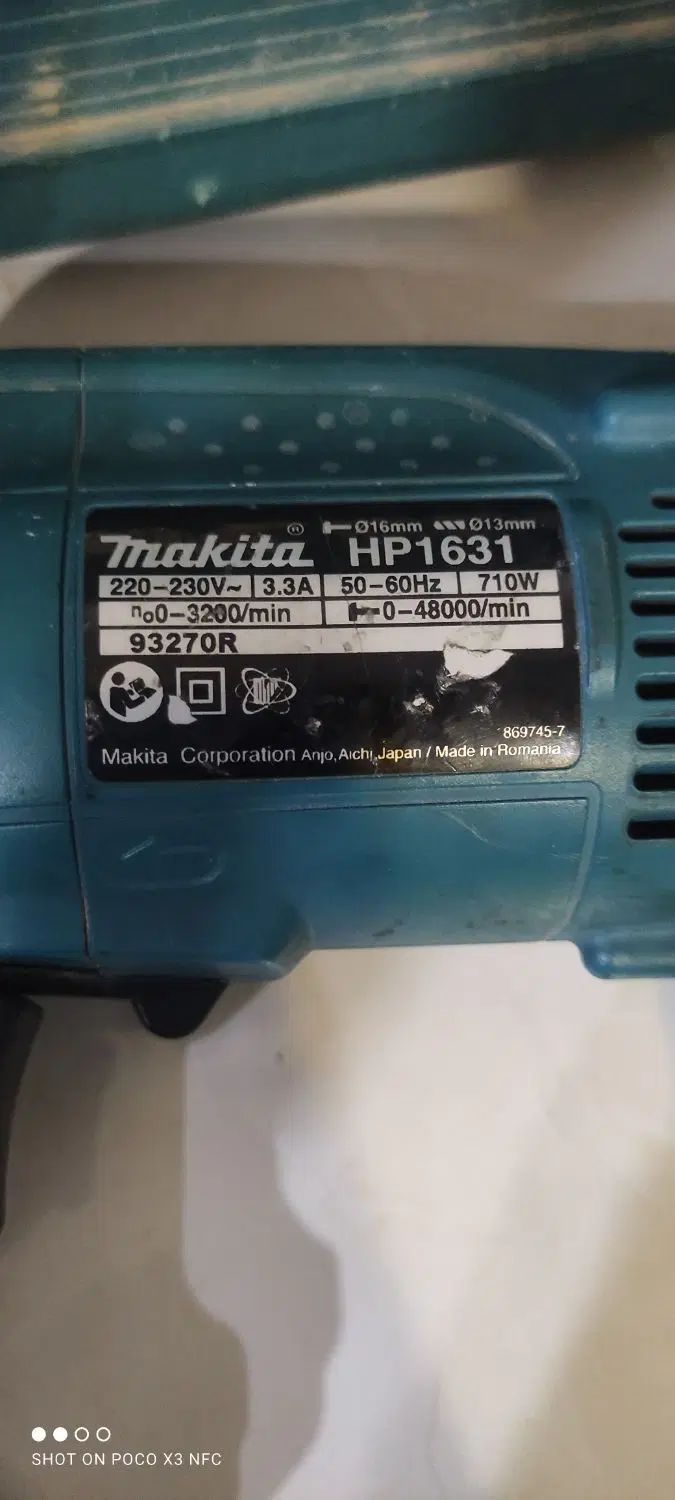 Ø16mm Ø13mm
makita® HP1631
220-230V~ 3.3A 50-60Hz 710W
n₀0-3200/min 0-48000/min
93270R
869745-7
Makita Corporation Anjo, Aichi, Japan / Made in Romania
SHOT ON POCO X3 NFC